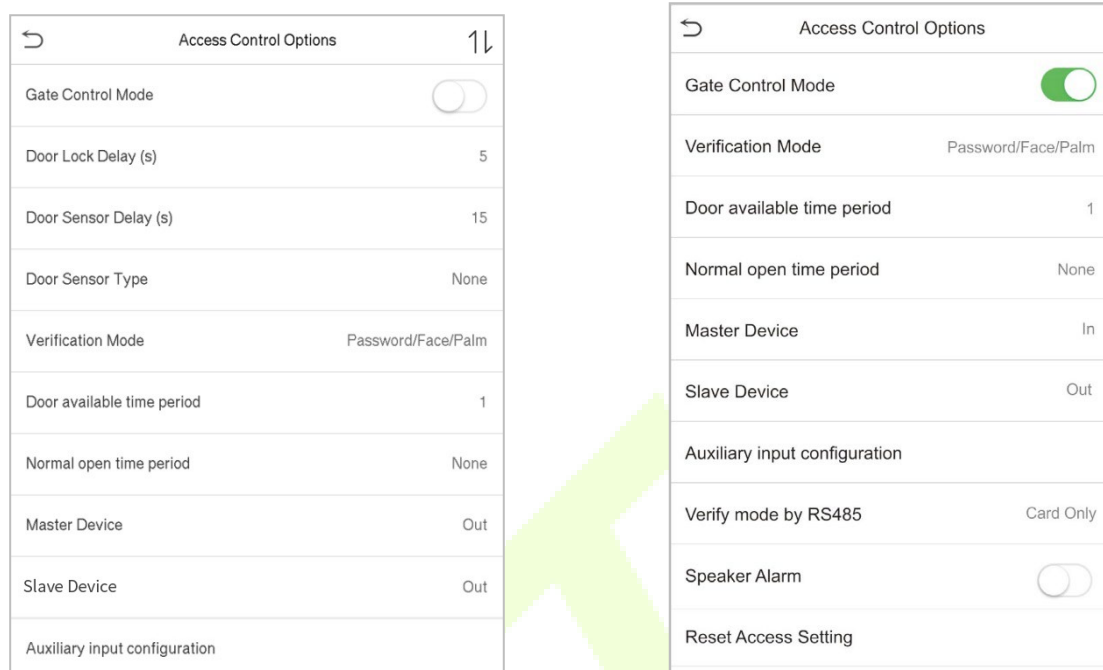 Access Control Options
Gate Control Mode
Door Lock Delay (s) 5
Door Sensor Delay (s) 15
Door Sensor Type None
Verification Mode Password/Face/Palm
Door available time period 1
Normal open time period None
Master Device Out
Slave Device Out
Auxiliary input configuration
Access Control Options
Gate Control Mode
Verification Mode Password/Face/Palm
Door available time period 1
Normal open time period None
Master Device In
Slave Device Out
Auxiliary input configuration
Verify mode by RS485 Card Only
Speaker Alarm
Reset Access Setting